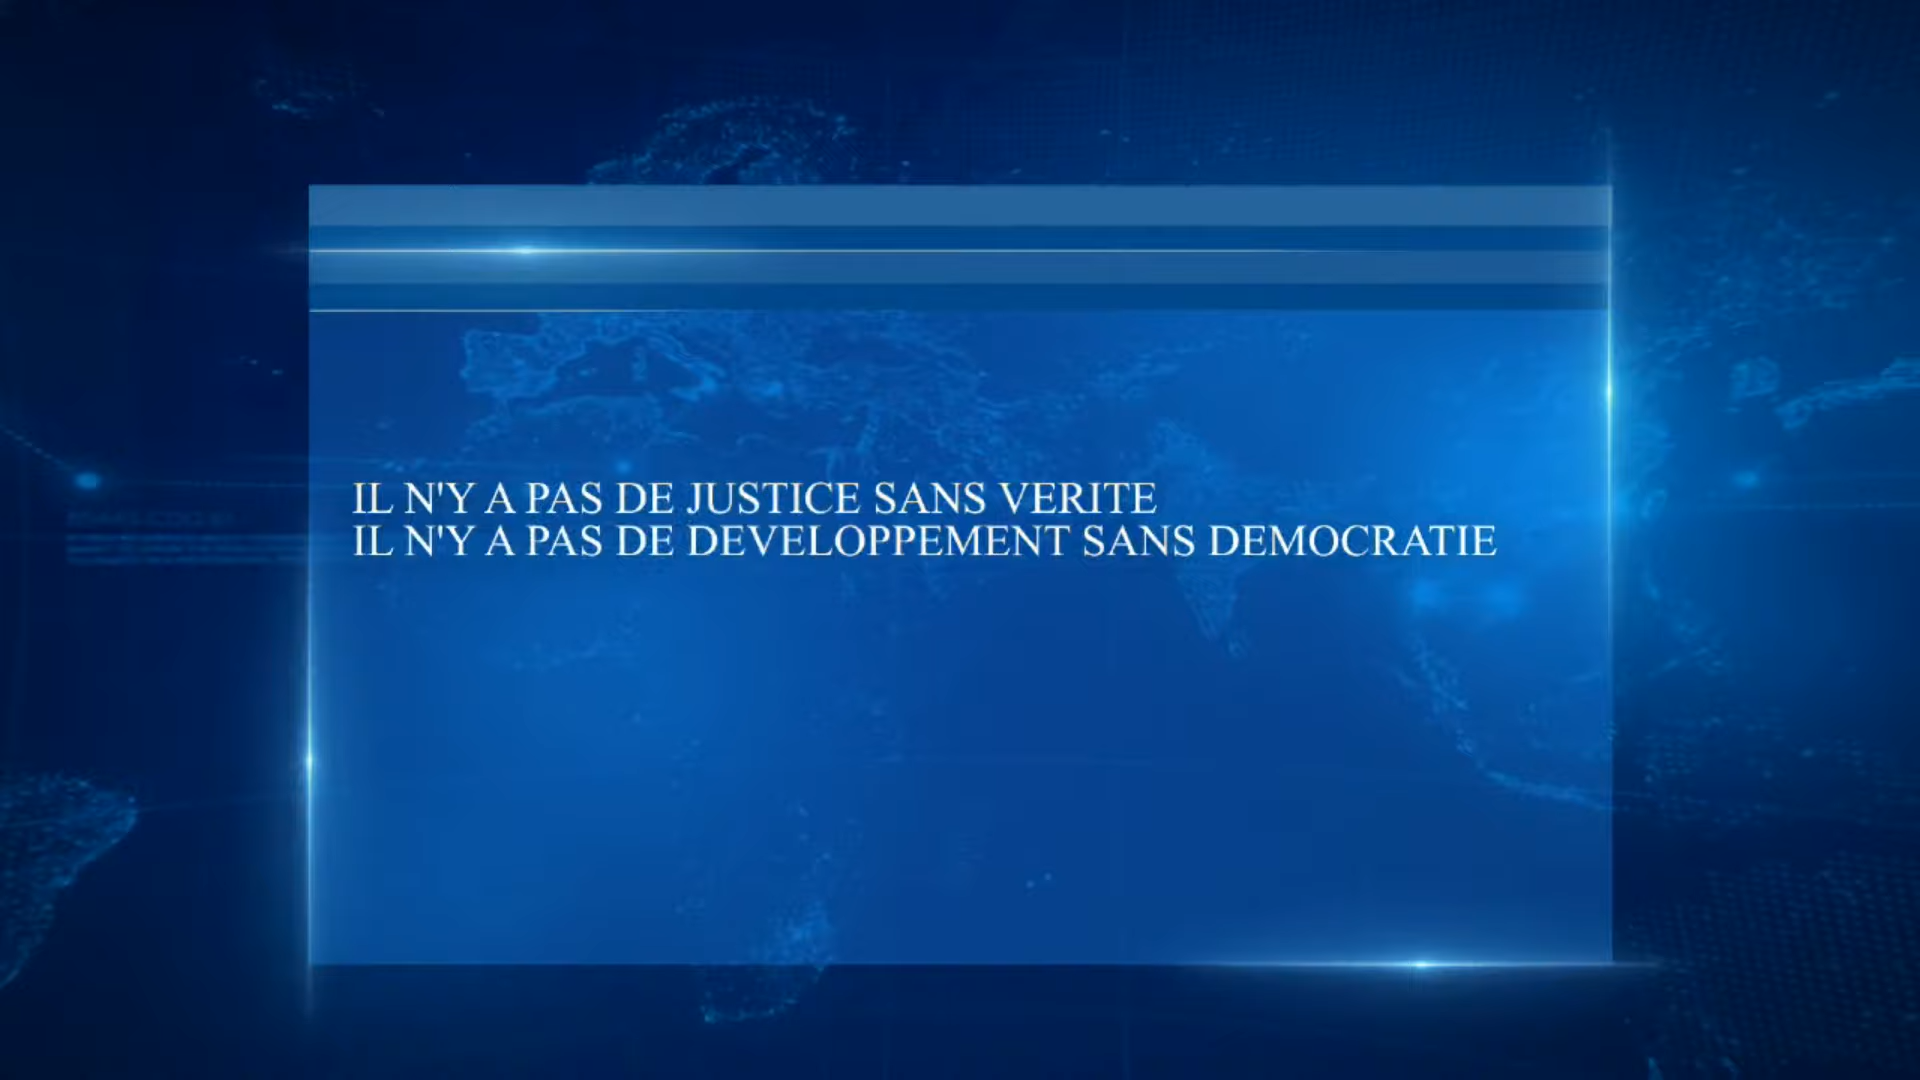 IL N'Y A PAS DE JUSTICE SANS VERITE
IL N'Y A PAS DE DEVELOPPEMENT SANS DEMOCRATIE